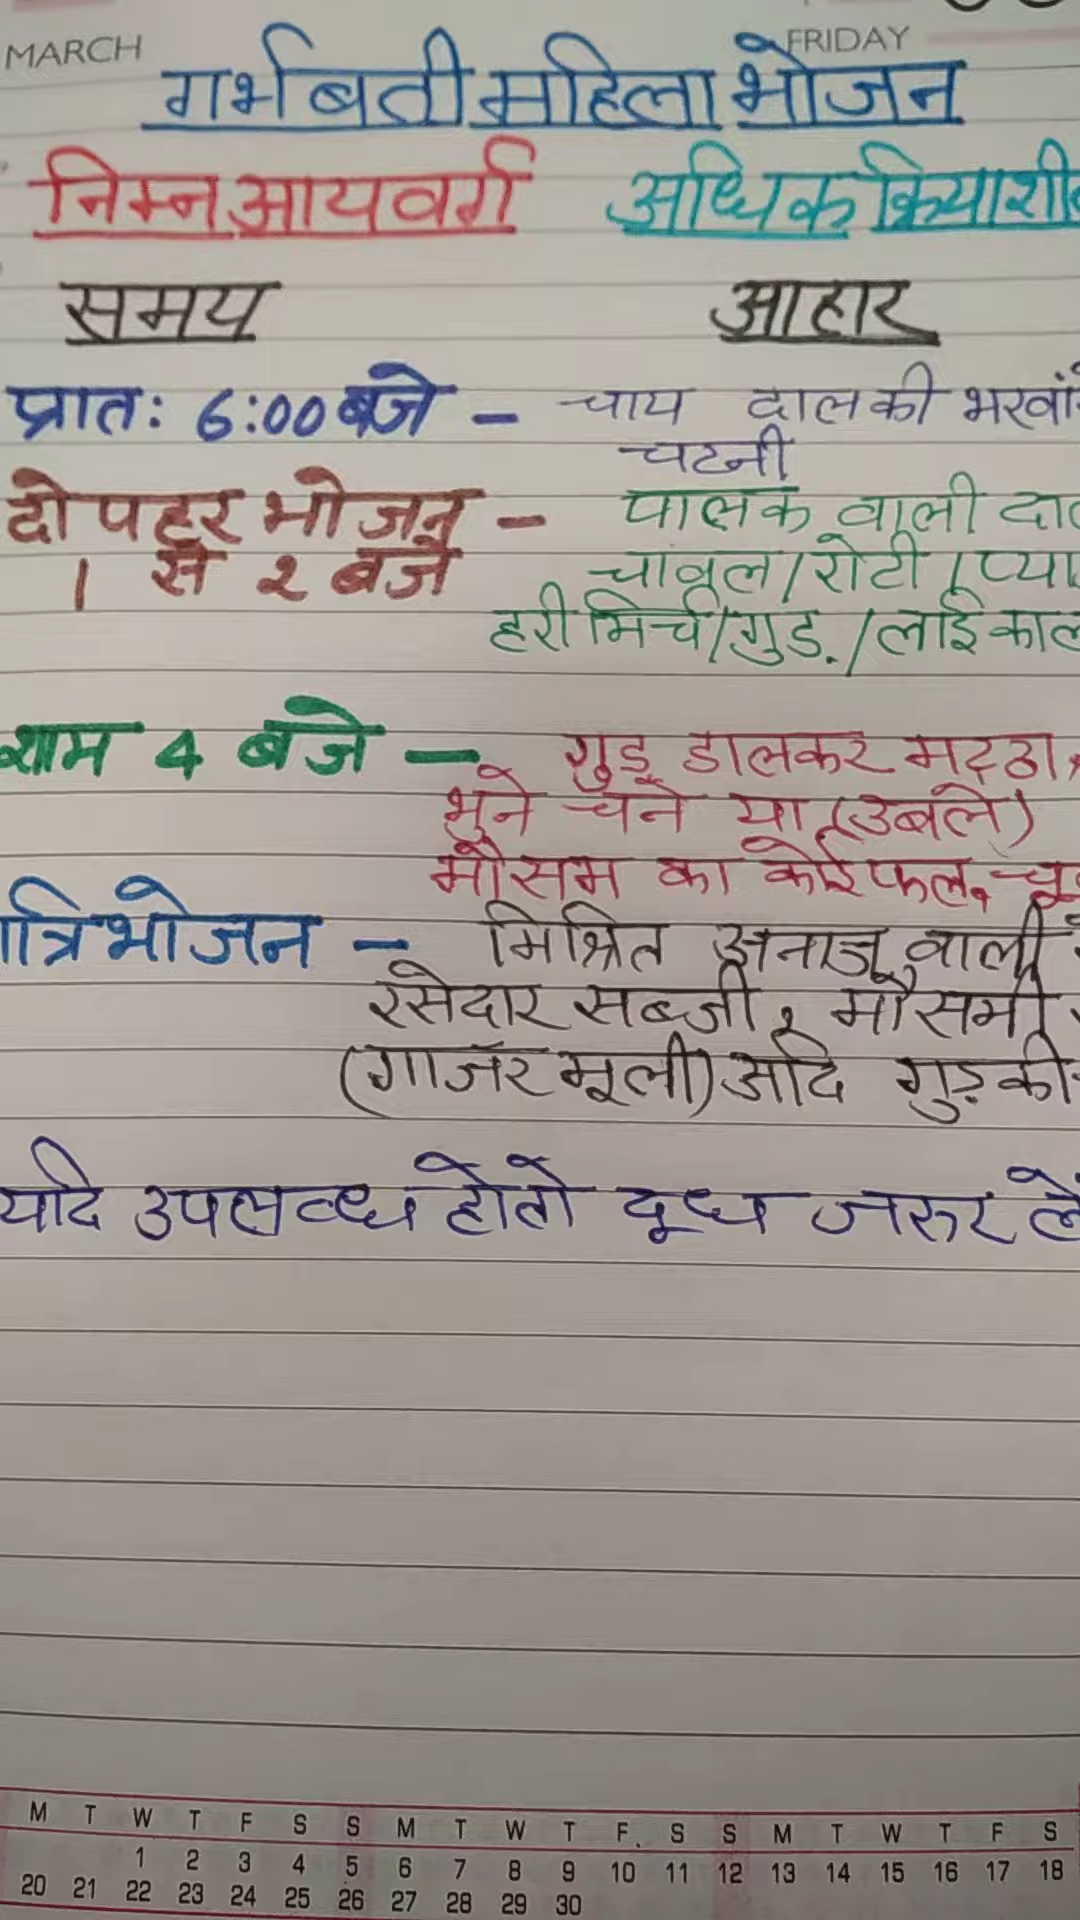 MARCH FRIDAY
गर्भबती महिला भोजन
निम्न आयवर्ग अधिक क्रियाशील
समय आहार
प्रातः 6:00 बजे - चाय दाल की
चटनी
दोपहर भोजन - पालक वाली दाल
1 से 2 बजे चांवल/रोटी/
हरी मिर्च/गुड़/लाई
शाम 4 बजे - गुड़ डालकर मट्ठा
भुने चने या (उबले)
मौसम का कोई फल,
त्रिभोजन - मिश्रित अनाज वाली
रसेदार सब्जी, मौसमी
(गाजर मूली) आदि गुड़ की
यदि उपलब्ध होतो दूध जरुर लें
M T W T F S S M T W T F S S M T W T F S
1 2 3 4 5 6 7 8 9 10 11 12 13 14 15 16 17 18
20 21 22 23 24 25 26 27 28 29 30